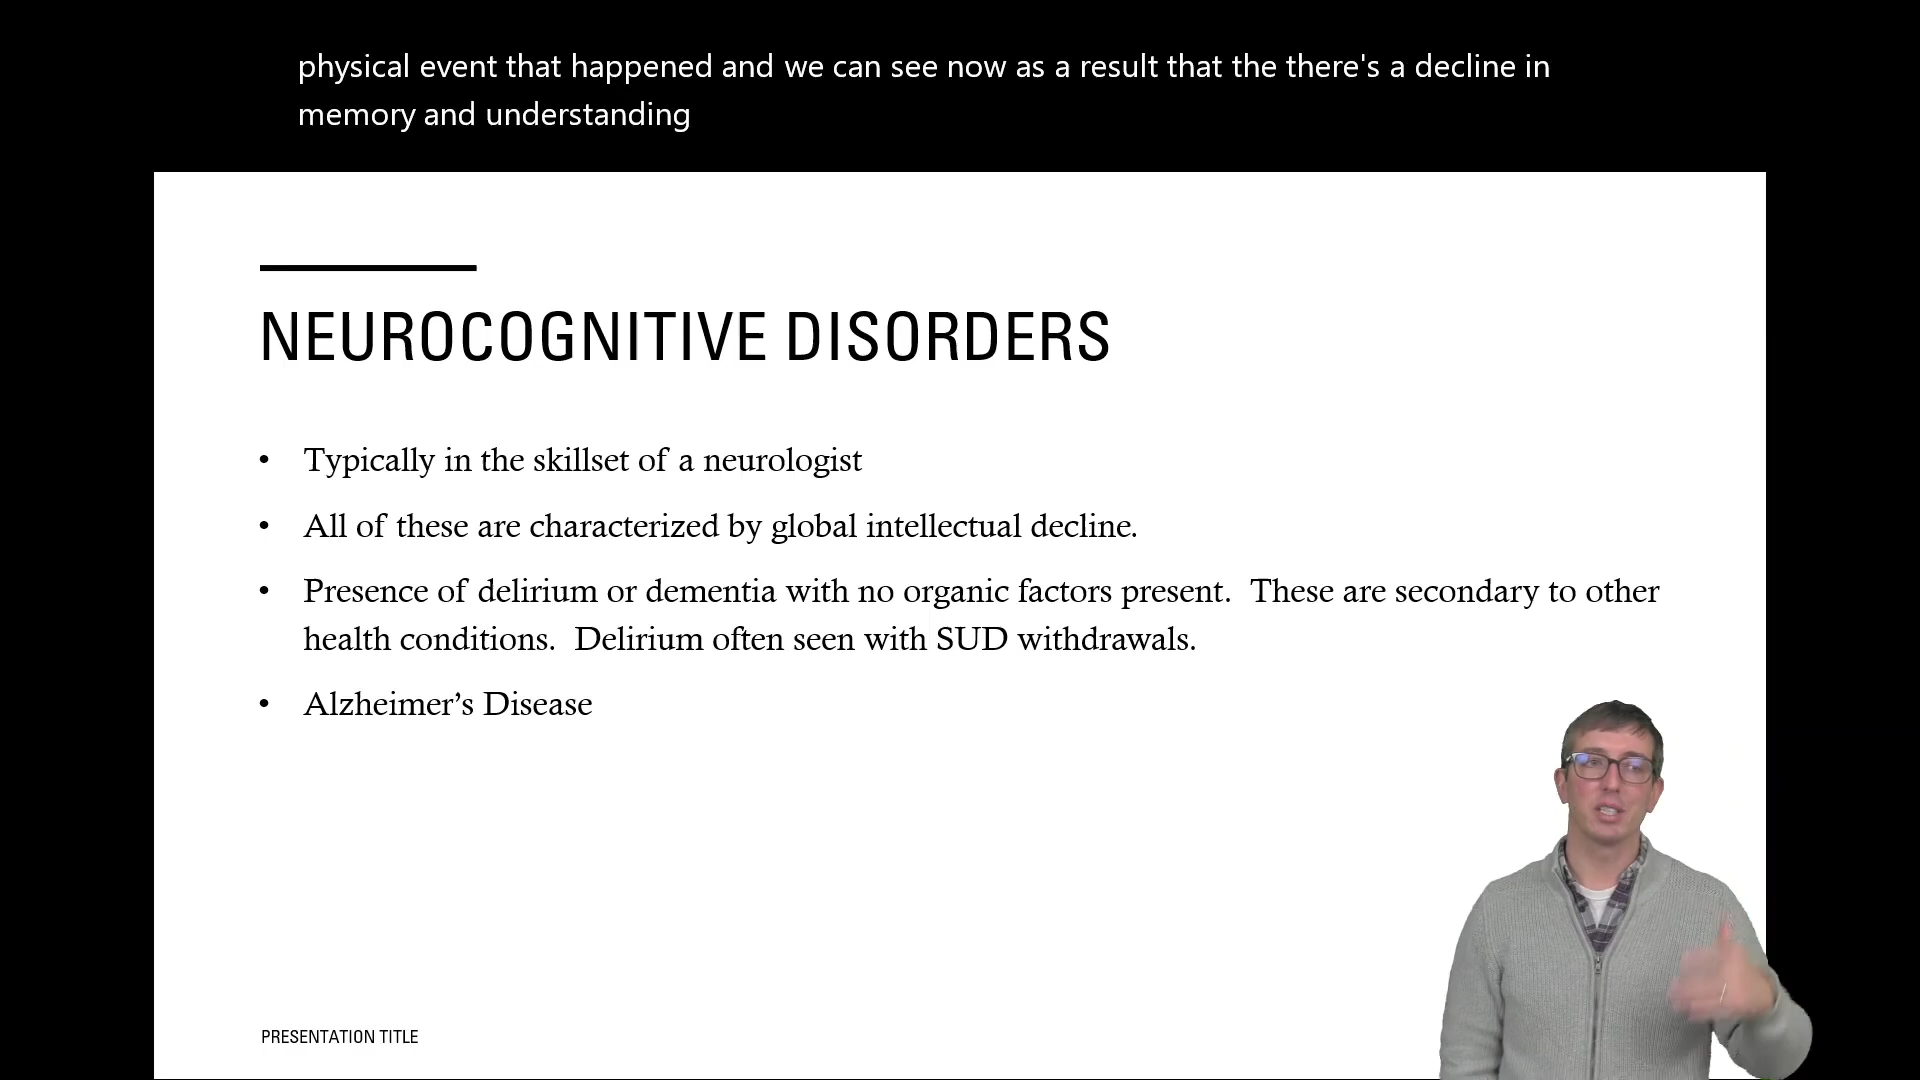 physical event that happened and we can see now as a result that the there's a decline in
memory and understanding
NEUROCOGNITIVE DISORDERS
• Typically in the skillset of a neurologist
• All of these are characterized by global intellectual decline.
• Presence of delirium or dementia with no organic factors present. These are secondary to other
health conditions. Delirium often seen with SUD withdrawals.
• Alzheimer’s Disease
PRESENTATION TITLE